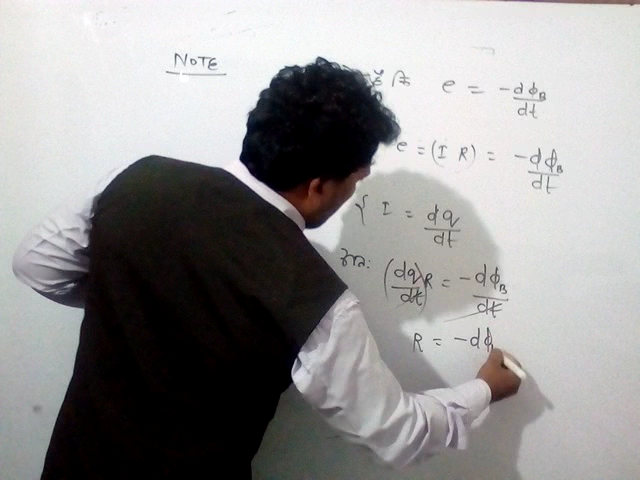 NOTE
है कि e = -dφ_B/dt
e = (I R) = -dφ_B/dt
{ I = dq/dt
अतः (dq/dt)R = -dφ_B/dt
R = -dφ